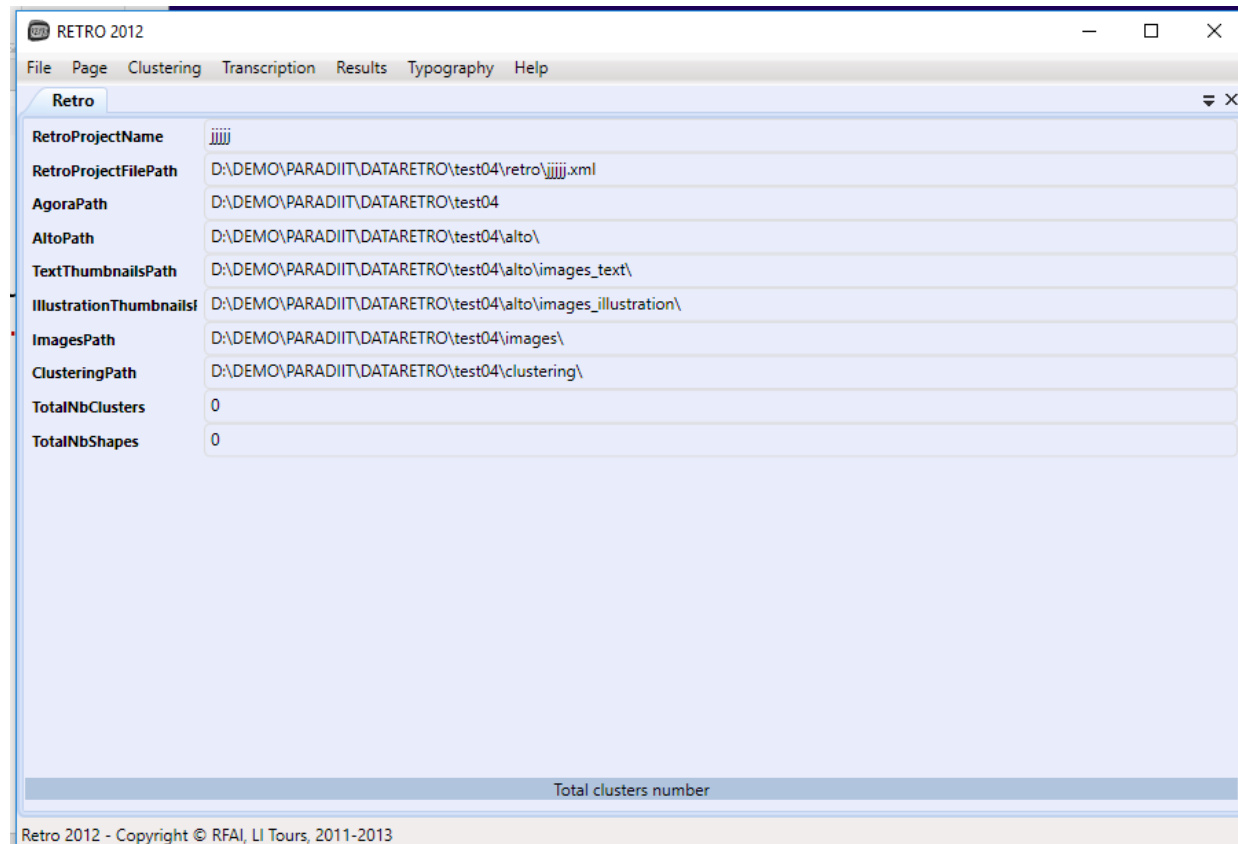 RETRO 2012
File Page Clustering Transcription Results Typography Help
Retro
RetroProjectName jjjjj
RetroProjectFilePath D:\DEMO\PARADIIT\DATARETRO\test04\retro\jjjjj.xml
AgoraPath D:\DEMO\PARADIIT\DATARETRO\test04
AltoPath D:\DEMO\PARADIIT\DATARETRO\test04\alto\
TextThumbnailsPath D:\DEMO\PARADIIT\DATARETRO\test04\alto\images_text\
IllustrationThumbnails D:\DEMO\PARADIIT\DATARETRO\test04\alto\images_illustration\
ImagesPath D:\DEMO\PARADIIT\DATARETRO\test04\images\
ClusteringPath D:\DEMO\PARADIIT\DATARETRO\test04\clustering\
TotalNbClusters 0
TotalNbShapes 0
Total clusters number
Retro 2012 - Copyright © RFAI, LI Tours, 2011-2013